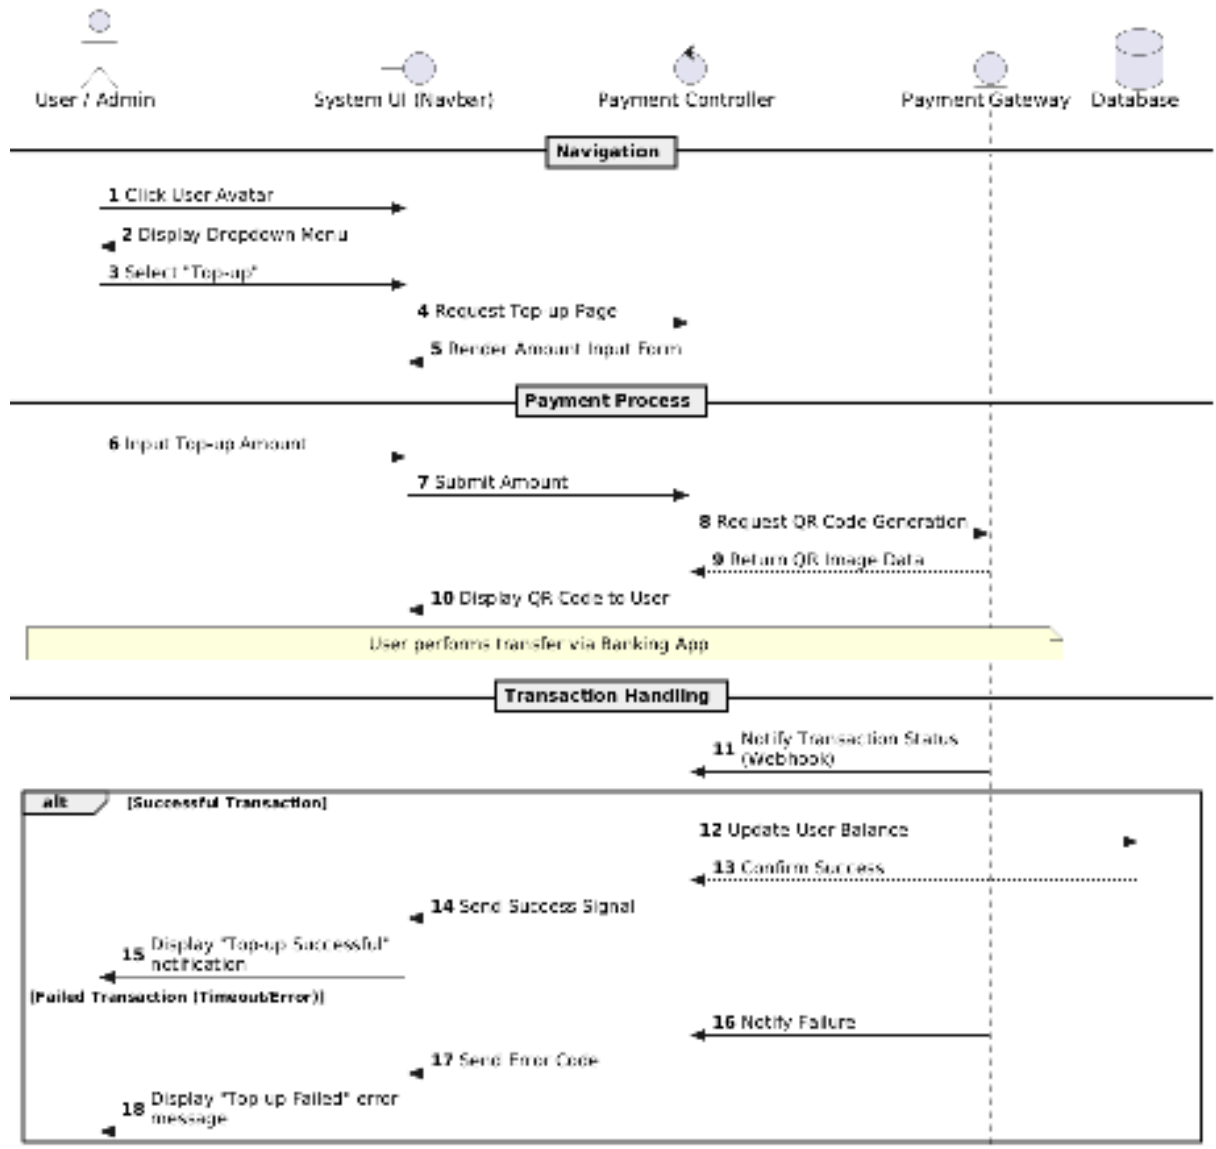 User / Admin
System UI (Navbar)
Payment Controller
Payment Gateway
Database
Navigation
1 Click User Avatar
2 Display Dropdown Menu
3 Select "Top-up"
4 Request Top-up Page
5 Render Amount Input Form
Payment Process
6 Input Top-up Amount
7 Submit Amount
8 Request QR Code Generation
9 Return QR Image Data
10 Display QR Code to User
User performs transfer via Banking App
Transaction Handling
11 Notify Transaction Status
(Webhook)
alt [Successful Transaction]
12 Update User Balance
13 Confirm Success
14 Send Success Signal
15 Display "Top-up Successful"
notification
[Failed Transaction (Timeout/Error)]
16 Notify Failure
17 Send Error Code
18 Display "Top-up Failed" error
message